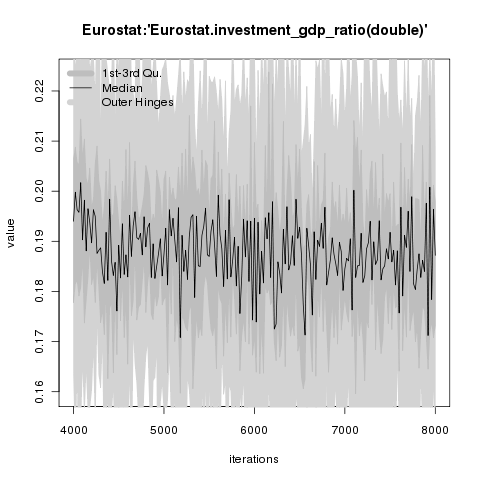 Eurostat:'Eurostat.investment_gdp_ratio(double)'
1st-3rd Qu.
Median
Outer Hinges
value
0.22
0.21
0.20
0.19
0.18
0.17
0.16
4000 5000 6000 7000 8000
iterations